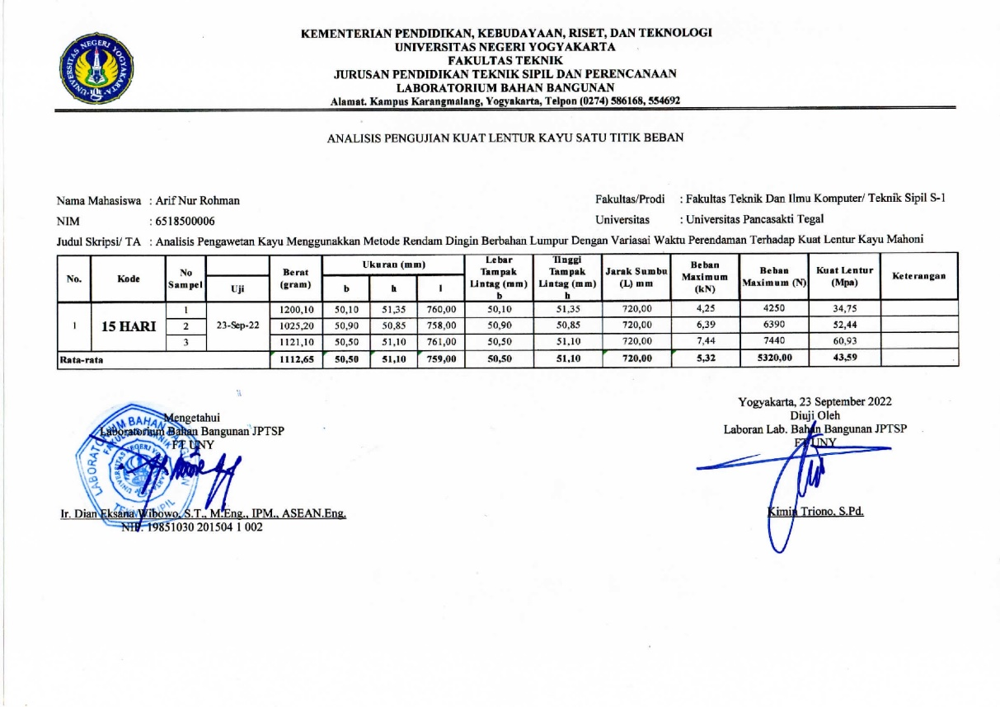 KEMENTERIAN PENDIDIKAN, KEBUDAYAAN, RISET, DAN TEKNOLOGI
UNIVERSITAS NEGERI YOGYAKARTA
FAKULTAS TEKNIK
JURUSAN PENDIDIKAN TEKNIK SIPIL DAN PERENCANAAN
LABORATORIUM BAHAN BANGUNAN
Alamat. Kampus Karangmalang, Yogyakarta, Telpon (0274) 586168, 554692
UNIVERSITAS NEGERI YOGYAKARTA
ANALISIS PENGUJIAN KUAT LENTUR KAYU SATU TITIK BEBAN
Nama Mahasiswa : Arif Nur Rohman Fakultas/Prodi : Fakultas Teknik Dan Ilmu Komputer/ Teknik Sipil S-1
NIM : 6518500006 Universitas : Universitas Pancasakti Tegal
Judul Skripsi/ TA : Analisis Pengawetan Kayu Menggunakkan Metode Rendam Dingin Berbahan Lumpur Dengan Variasai Waktu Perendaman Terhadap Kuat Lentur Kayu Mahoni
No. Kode No Sampel Uji Berat (gram) Ukuran (mm) b h l Lebar Tampak Lintag (mm) b Tinggi Tampak Lintag (mm) h Jarak Sumbu (L) mm Beban Maximum (kN) Beban Maximum (N) Kuat Lentur (Mpa) Keterangan
1 15 HARI 1 23-Sep-22 1200,10 50,10 51,35 760,00 50,10 51,35 720,00 4,25 4250 34,75
2 1025,20 50,90 50,85 758,00 50,90 50,85 720,00 6,39 6390 52,44
3 1121,10 50,50 51,10 761,00 50,50 51,10 720,00 7,44 7440 60,93
Rata-rata 1112,65 50,50 51,10 759,00 50,50 51,10 720,00 5,32 5320,00 43,59
Mengetahui
Laboratorium Bahan Bangunan JPTSP
FT UNY
Ir. Dian Eksana Wibowo, S.T., M.Eng., IPM., ASEAN.Eng.
NIP. 19851030 201504 1 002
Yogyakarta, 23 September 2022
Diuji Oleh
Laboran Lab. Bahan Bangunan JPTSP
FT UNY
Kimin Triono, S.Pd.